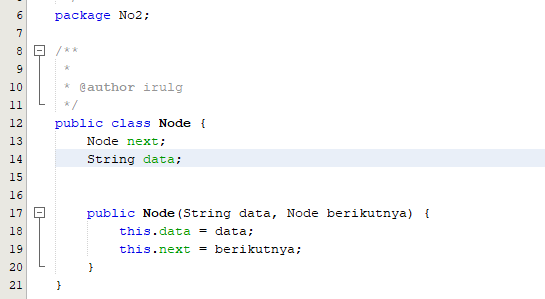 6 package No2;
7
8 /**
9 *
10 * @author irulg
11 */
12 public class Node {
13 Node next;
14 String data;
15
16
17 public Node(String data, Node berikutnya) {
18 this.data = data;
19 this.next = berikutnya;
20 }
21 }